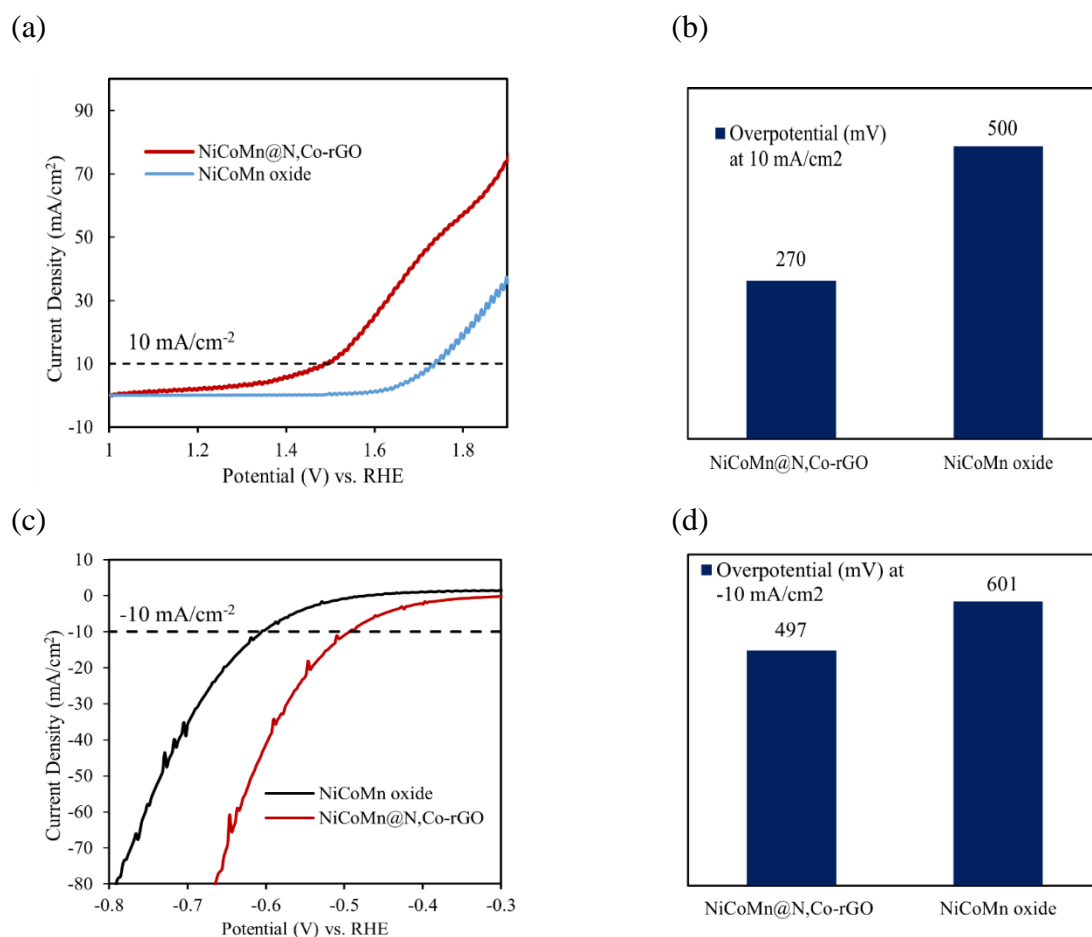 (a)
90
70
50
30
10
-10
Current Density (mA/cm²)
NiCoMn@N,Co-rGO
NiCoMn oxide
10 mA/cm⁻²
1
1.2
1.4
1.6
1.8
Potential (V) vs. RHE
(b)
Overpotential (mV)
at 10 mA/cm2
270
500
NiCoMn@N,Co-rGO
NiCoMn oxide
(c)
10
0
-10
-20
-30
-40
-50
-60
-70
-80
Current Density (mA/cm²)
-10 mA/cm⁻²
NiCoMn oxide
NiCoMn@N,Co-rGO
-0.8
-0.7
-0.6
-0.5
-0.4
-0.3
Potential (V) vs. RHE
(d)
Overpotential (mV) at
-10 mA/cm2
497
601
NiCoMn@N,Co-rGO
NiCoMn oxide